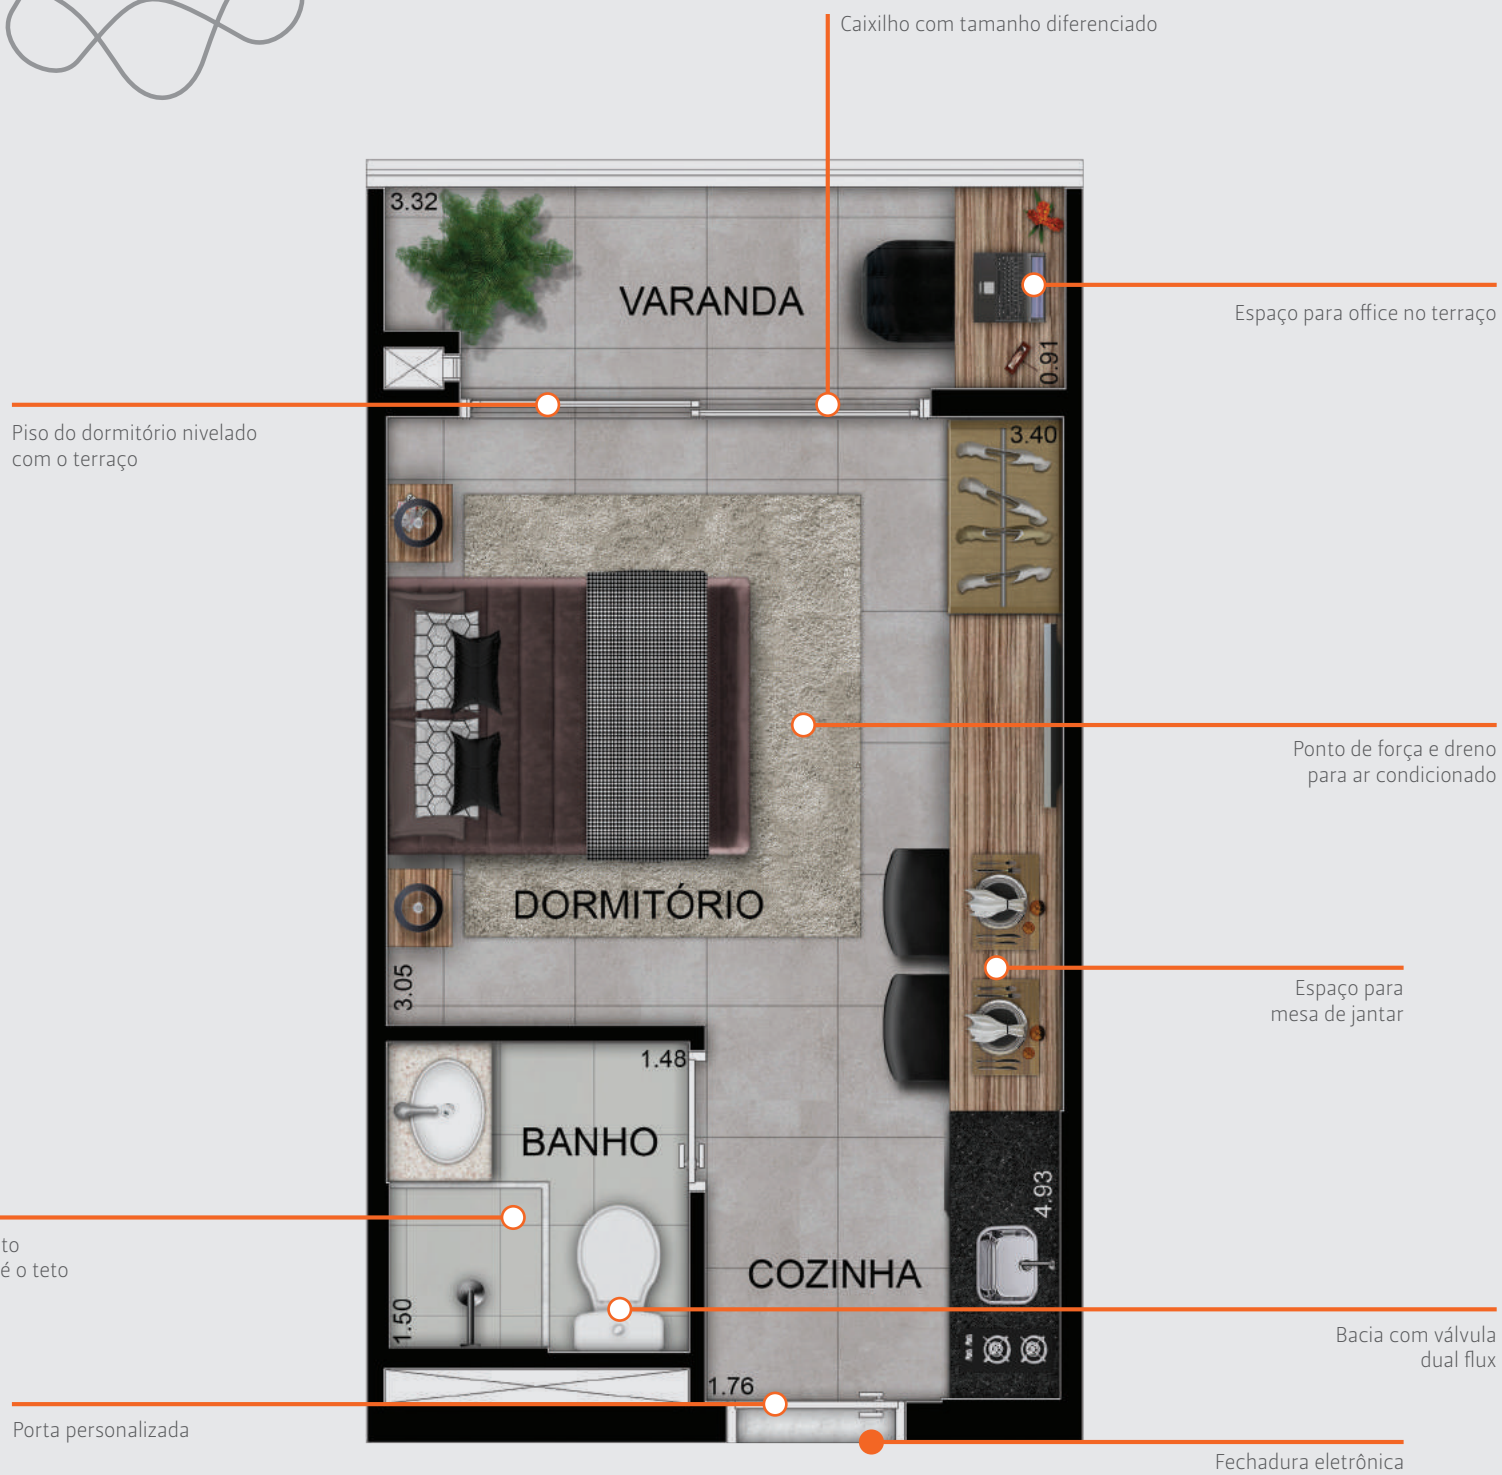 Caixilho com tamanho diferenciado
3.32
VARANDA
Espaço para office no terraço
0.91
Piso do dormitório nivelado
com o terraço
3.40
Ponto de força e dreno
para ar condicionado
DORMITÓRIO
3.05
Espaço para
mesa de jantar
1.48
BANHO
4.93
é o teto
COZINHA
1.50
Bacia com válvula
dual flux
1.76
Porta personalizada
Fechadura eletrônica